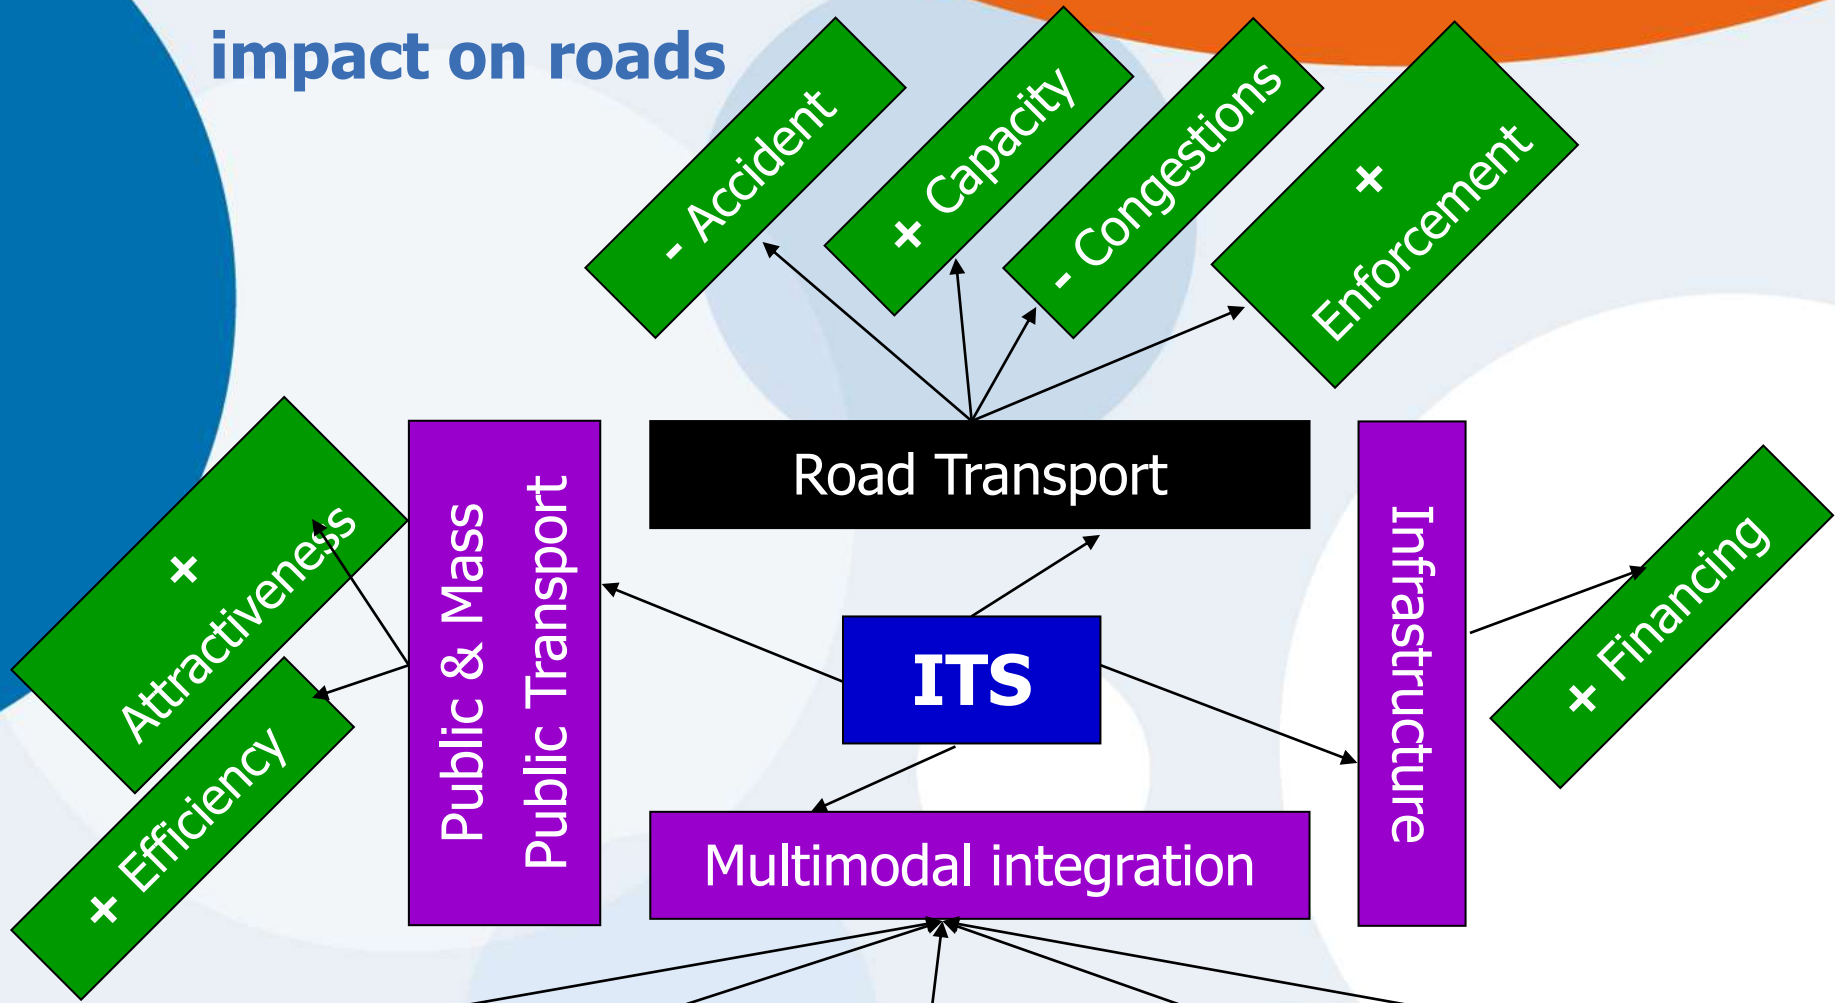 impact on roads
- Accident
+ Capacity
- Congestions
+
Enforcement
Road Transport
+
Attractiveness
+ Efficiency
Public & Mass
Public Transport
ITS
Infrastructure
+ Financing
Multimodal integration